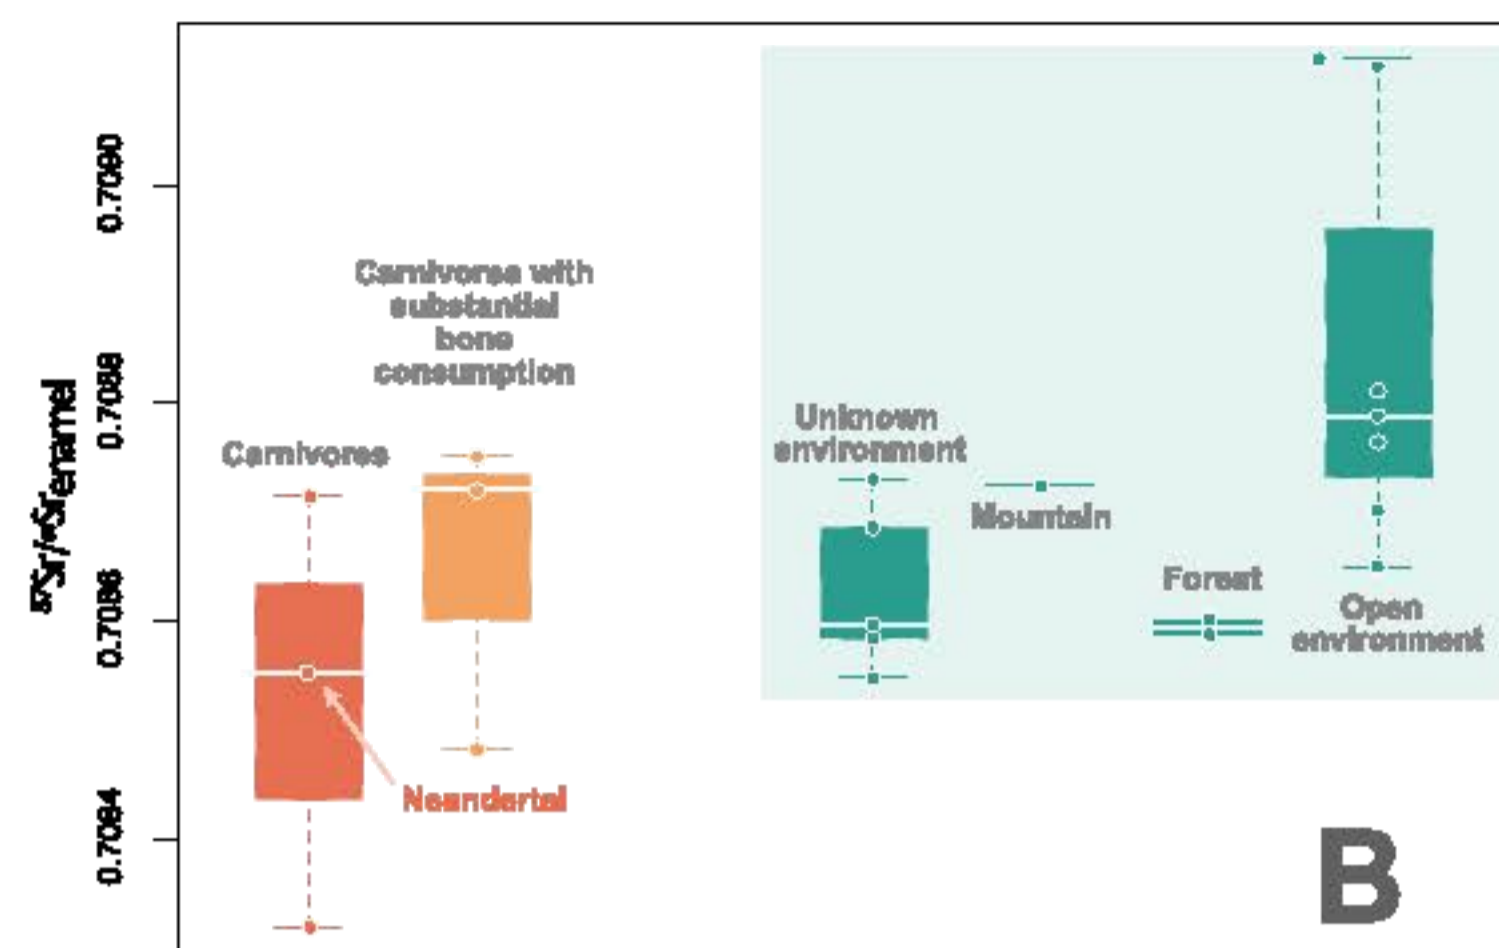 ⁸⁷Sr/⁸⁶Sr enamel
0.7090
0.7088
0.7086
0.7084
Carnivores with
substantial
bone
consumption
Carnivores
Neandertal
Unknown
environment
Mountain
Forest
Open
environment
B